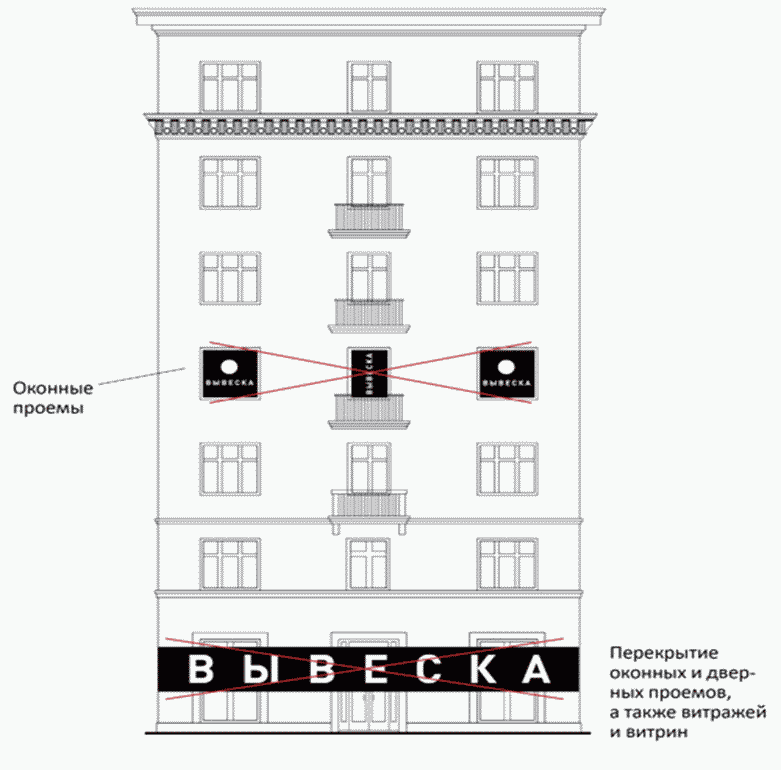 ВЫВЕСКА
ВЫВЕСКА
ВЫВЕСКА
Оконные
проемы
ВЫВЕСКА
Перекрытие
оконных и двер-
ных проемов,
а также витражей
и витрин